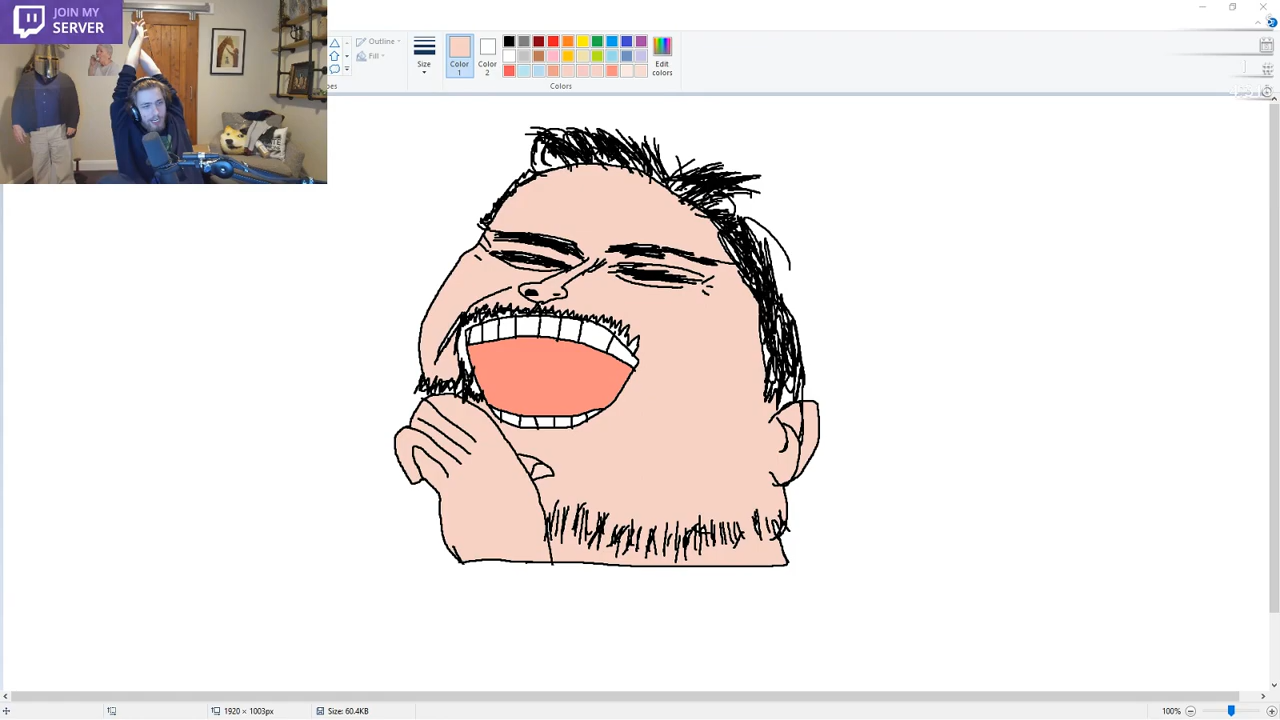 JOIN MY
SERVER
Outline
Fill
Size
Color
1
Color
2
Edit
colors
pes
Colors
1920 × 1003px
Size: 60.4KB
100%